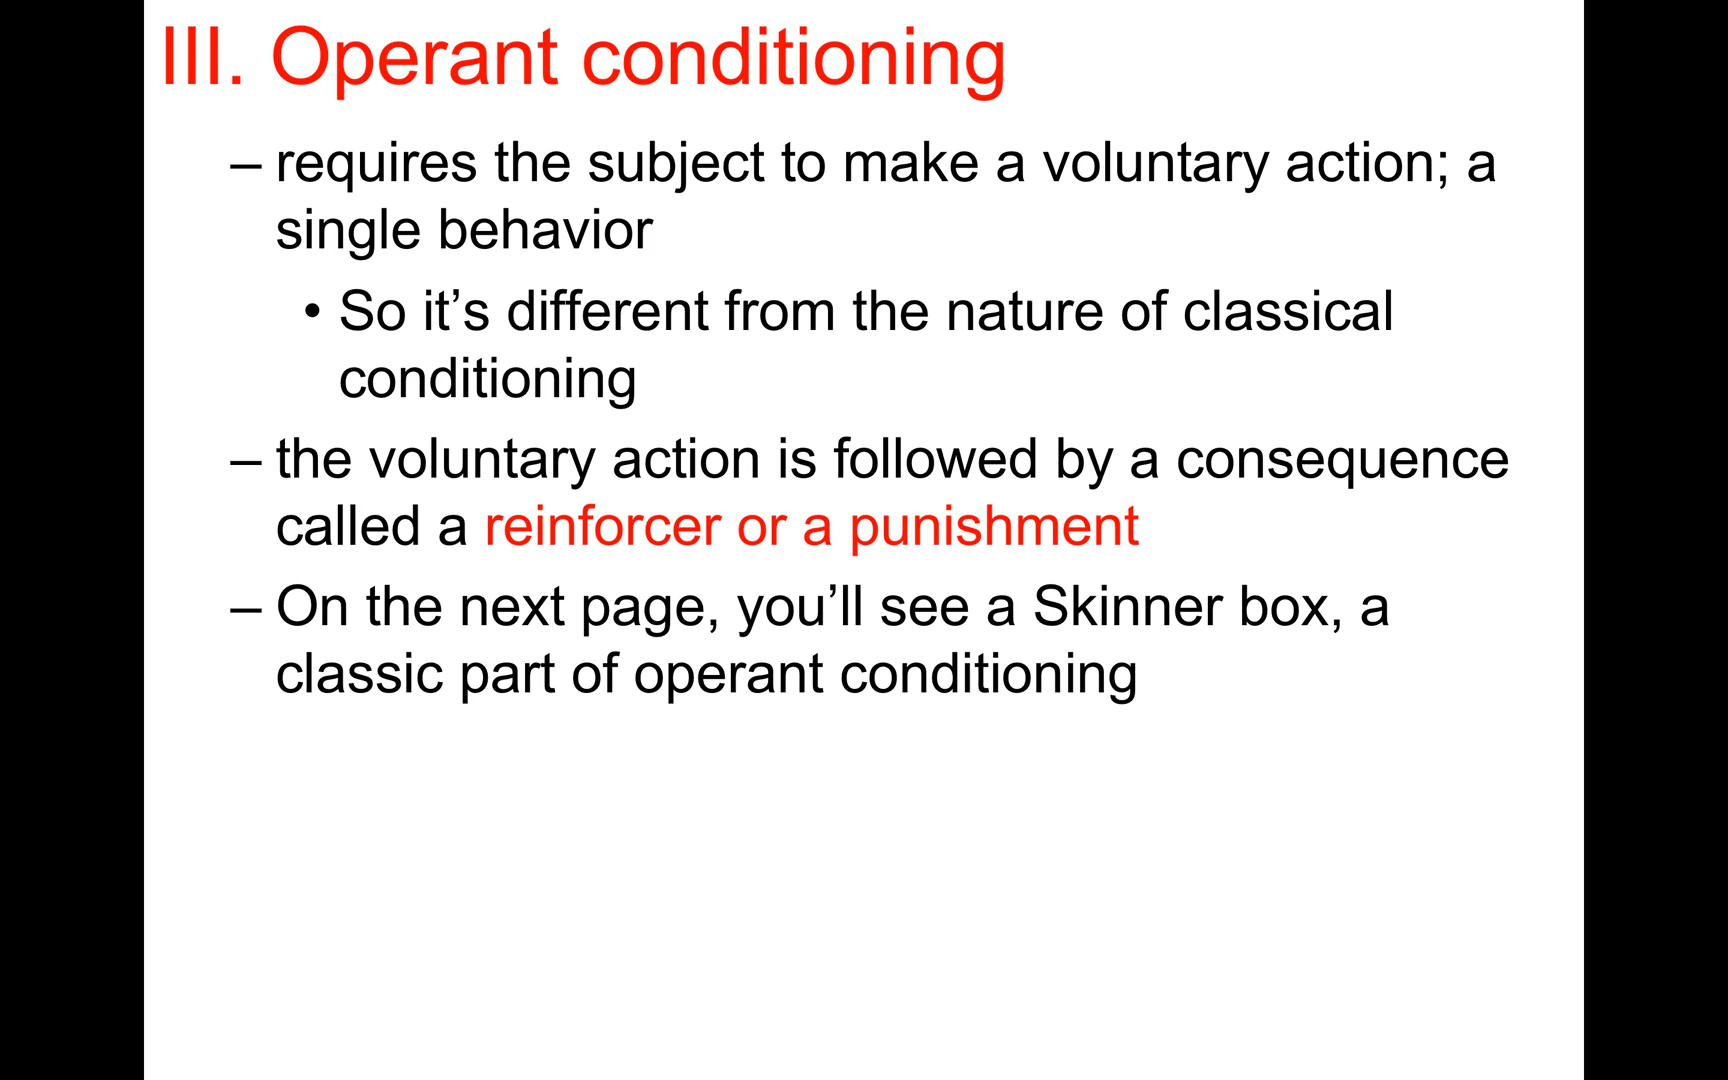 III. Operant conditioning
– requires the subject to make a voluntary action; a
single behavior
• So it’s different from the nature of classical
conditioning
– the voluntary action is followed by a consequence
called a reinforcer or a punishment
– On the next page, you’ll see a Skinner box, a
classic part of operant conditioning